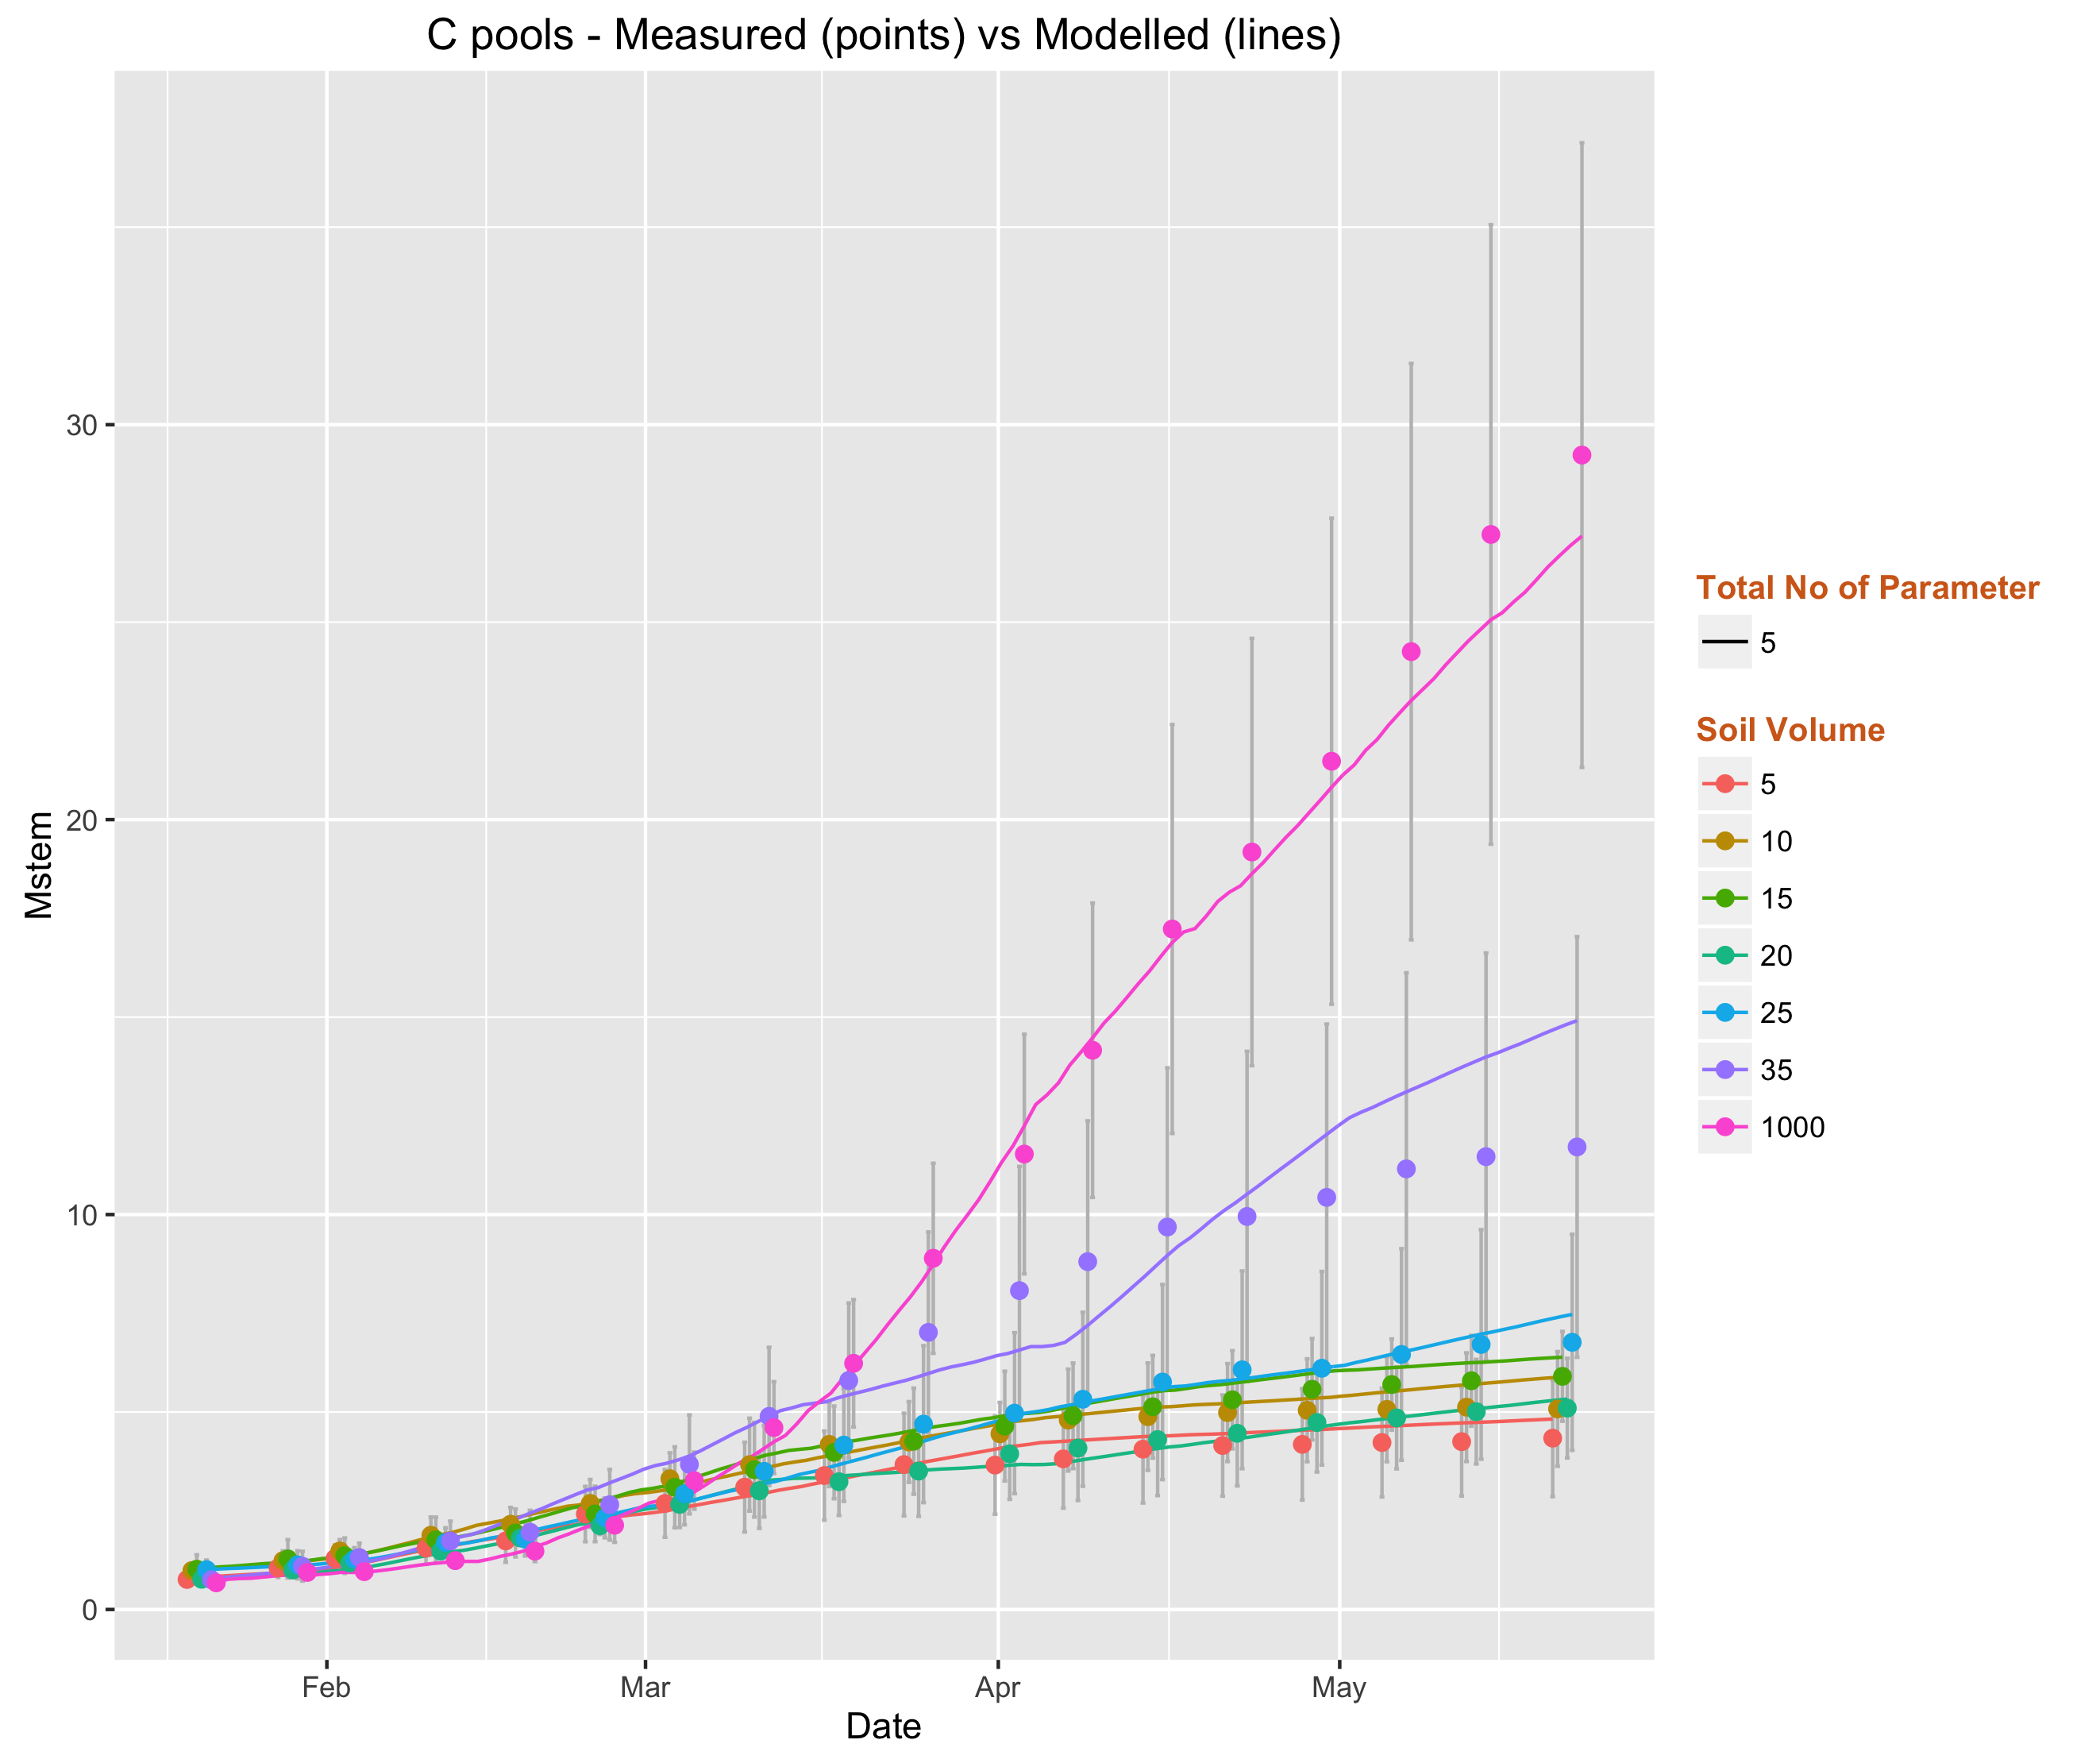 C pools - Measured (points) vs Modelled (lines)
30
20
10
0
Mstem
Feb Mar Apr May
Date
Total No of Parameter
5
Soil Volume
5
10
15
20
25
35
1000